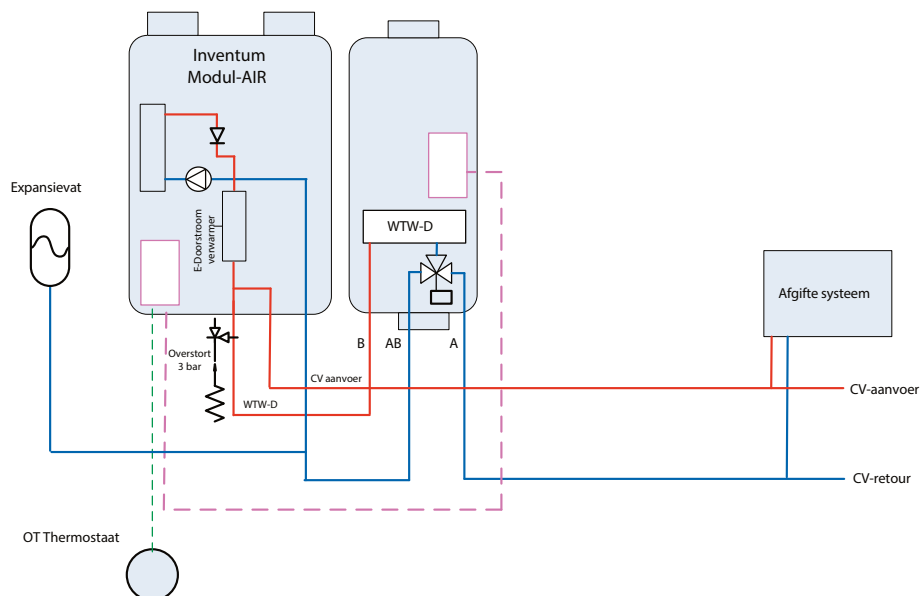 Inventum
Modul-AIR
Expansievat
E-Doorstroom
verwarmer
WTW-D
Afgifte systeem
B
AB
A
Overstort
3 bar
CV aanvoer
WTW-D
CV-aanvoer
CV-retour
OT Thermostaat